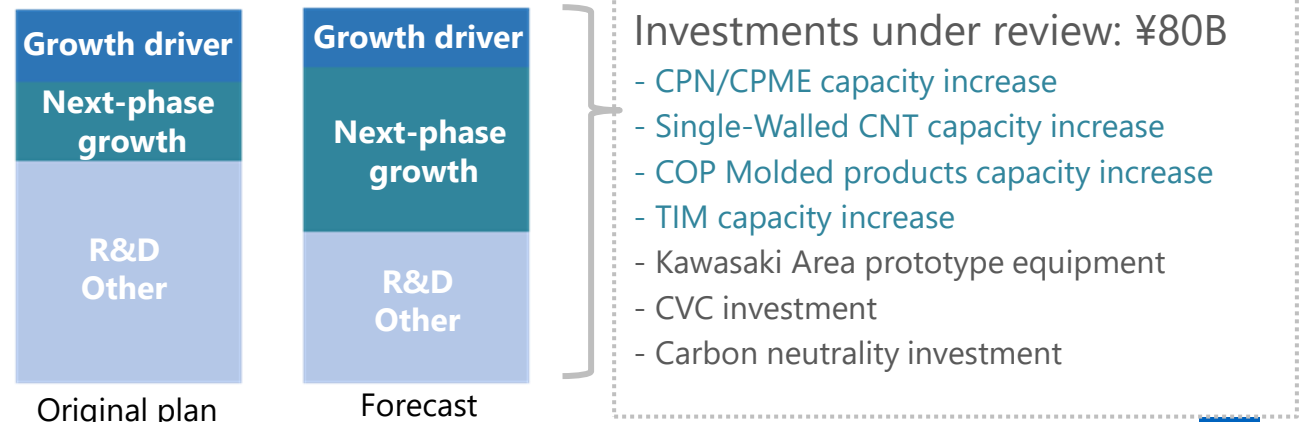 Growth driver
Next-phase
growth
R&D
Other
Original plan
Growth driver
Next-phase
growth
R&D
Other
Forecast
Investments under review: ¥80B
- CPN/CPME capacity increase
- Single-Walled CNT capacity increase
- COP Molded products capacity increase
- TIM capacity increase
- Kawasaki Area prototype equipment
- CVC investment
- Carbon neutrality investment